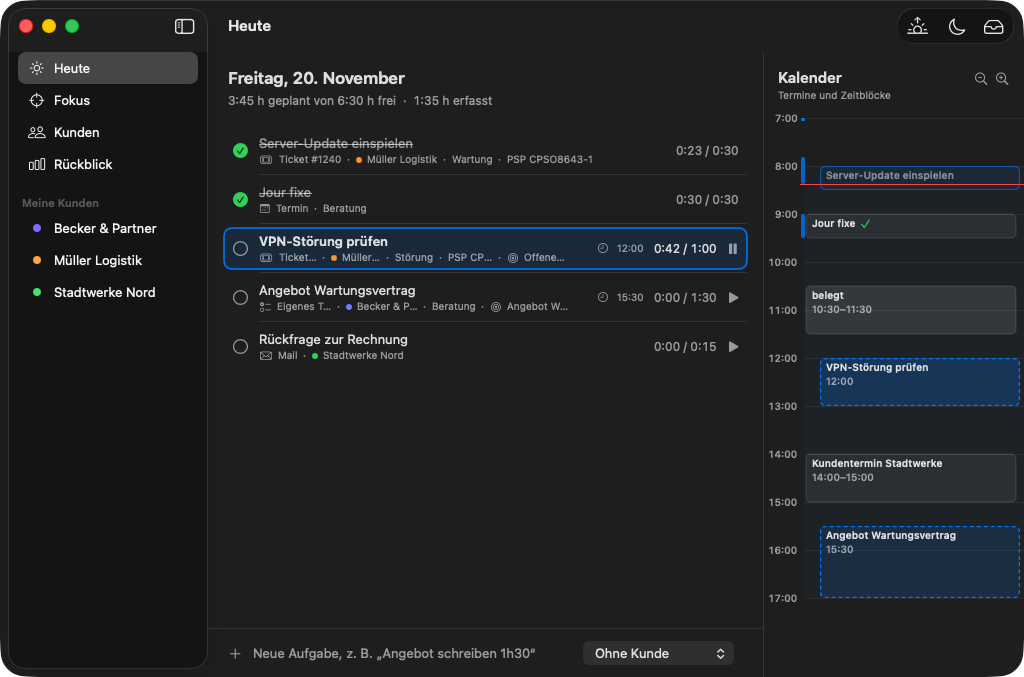 Heute
Heute
Fokus
Kunden
Rückblick
Meine Kunden
Becker & Partner
Müller Logistik
Stadtwerke Nord
Freitag, 20. November
3:45 h geplant von 6:30 h frei · 1:35 h erfasst
Server-Update einspielen
0:23 / 0:30
Ticket #1240 · Müller Logistik · Wartung · PSP CPSO8643-1
Jour fixe
0:30 / 0:30
Termin · Beratung
VPN-Störung prüfen
12:00 0:42 / 1:00
Ticket... · Müller... · Störung · PSP CP... · Offene...
Angebot Wartungsvertrag
15:30 0:00 / 1:30
Eigenes T... · Becker & P... · Beratung · Angebot W...
Rückfrage zur Rechnung
0:00 / 0:15
Mail · Stadtwerke Nord
Neue Aufgabe, z. B. „Angebot schreiben 1h30“
Ohne Kunde
Kalender
Termine und Zeitblöcke
7:00
8:00
Server-Update einspielen
9:00
Jour fixe
10:00
belegt
10:30–11:30
11:00
12:00
VPN-Störung prüfen
12:00
13:00
14:00
Kundentermin Stadtwerke
14:00–15:00
15:00
Angebot Wartungsvertrag
15:30
16:00
17:00